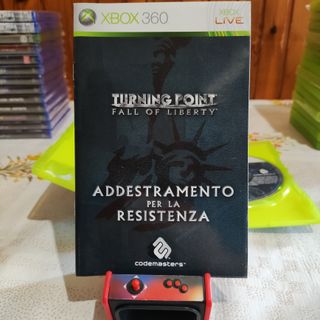 XBOX 360
XBOX
LIVE
TURNING POINT
FALL OF LIBERTY
ADDESTRAMENTO
PER LA
RESISTENZA
codemasters